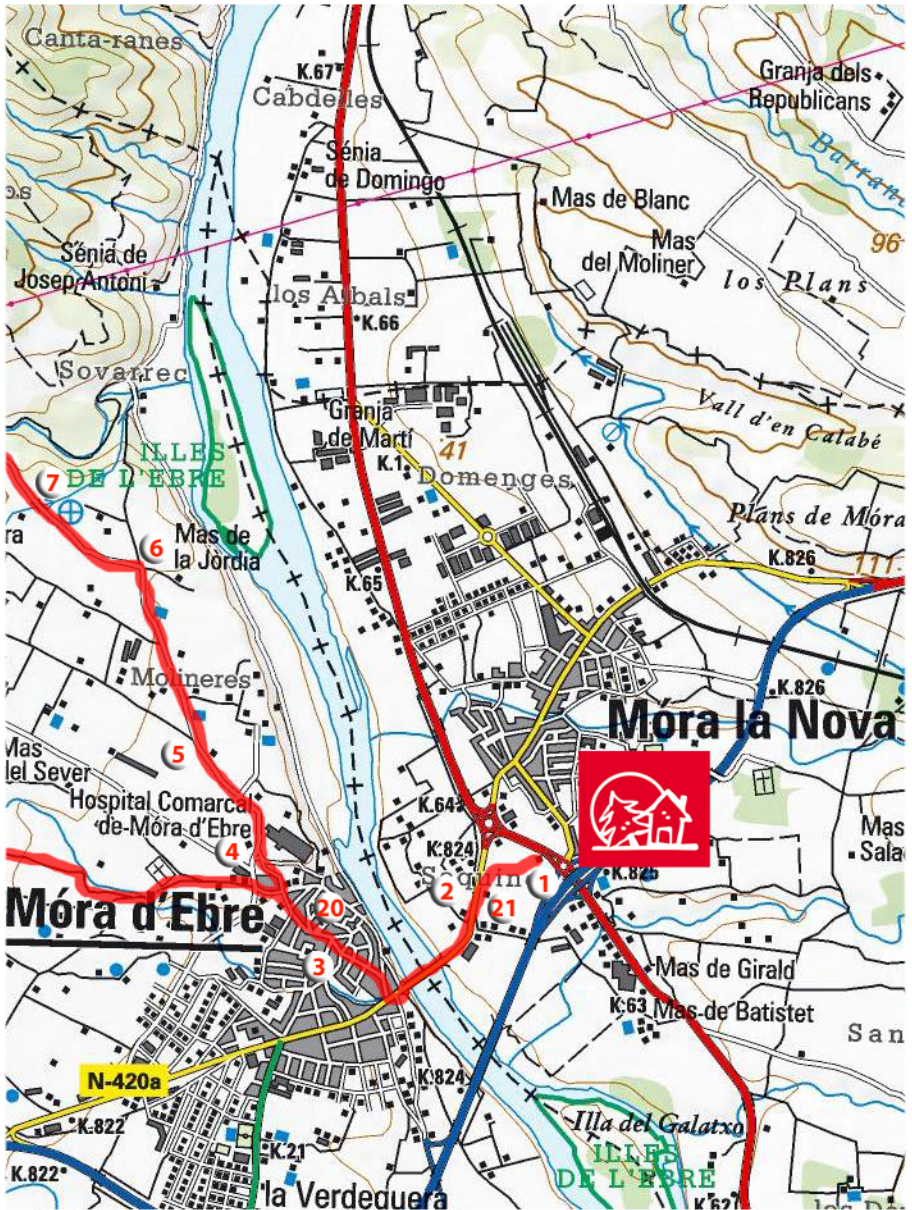 Canta-ranes
K.67
Cabdelles
Granja dels
Republicans
Sénia
de Domingo
Barran
Mas de Blanc
os
Sénia de
Josep Antoni
Mas
del Moliner
96
los Plans
los Albals
K.66
Sovarrec
Granja
de Martí
Vall d'en Calabé
41
K.1
Domenges
ILLES
DE L'EBRE
7
Plans de Móra
ra
6
Mas de
la Jordia
K.826
111
K.65
Molineres
K.826
Móra la Nova
5
Mas
del Sever
Hospital Comarcal
de Móra d'Ebre
K.64
K.824
Mas
Sala
4
K.825
2
1
21
Móra d'Ebre
20
3
Mas de Girald
K.63
Mas de Batistet
San
N-420a
K.824
K.822
Illa del Galatxo
K.21
ILLES
DE L'EBRE
K.822
la Verdeguera
K.62